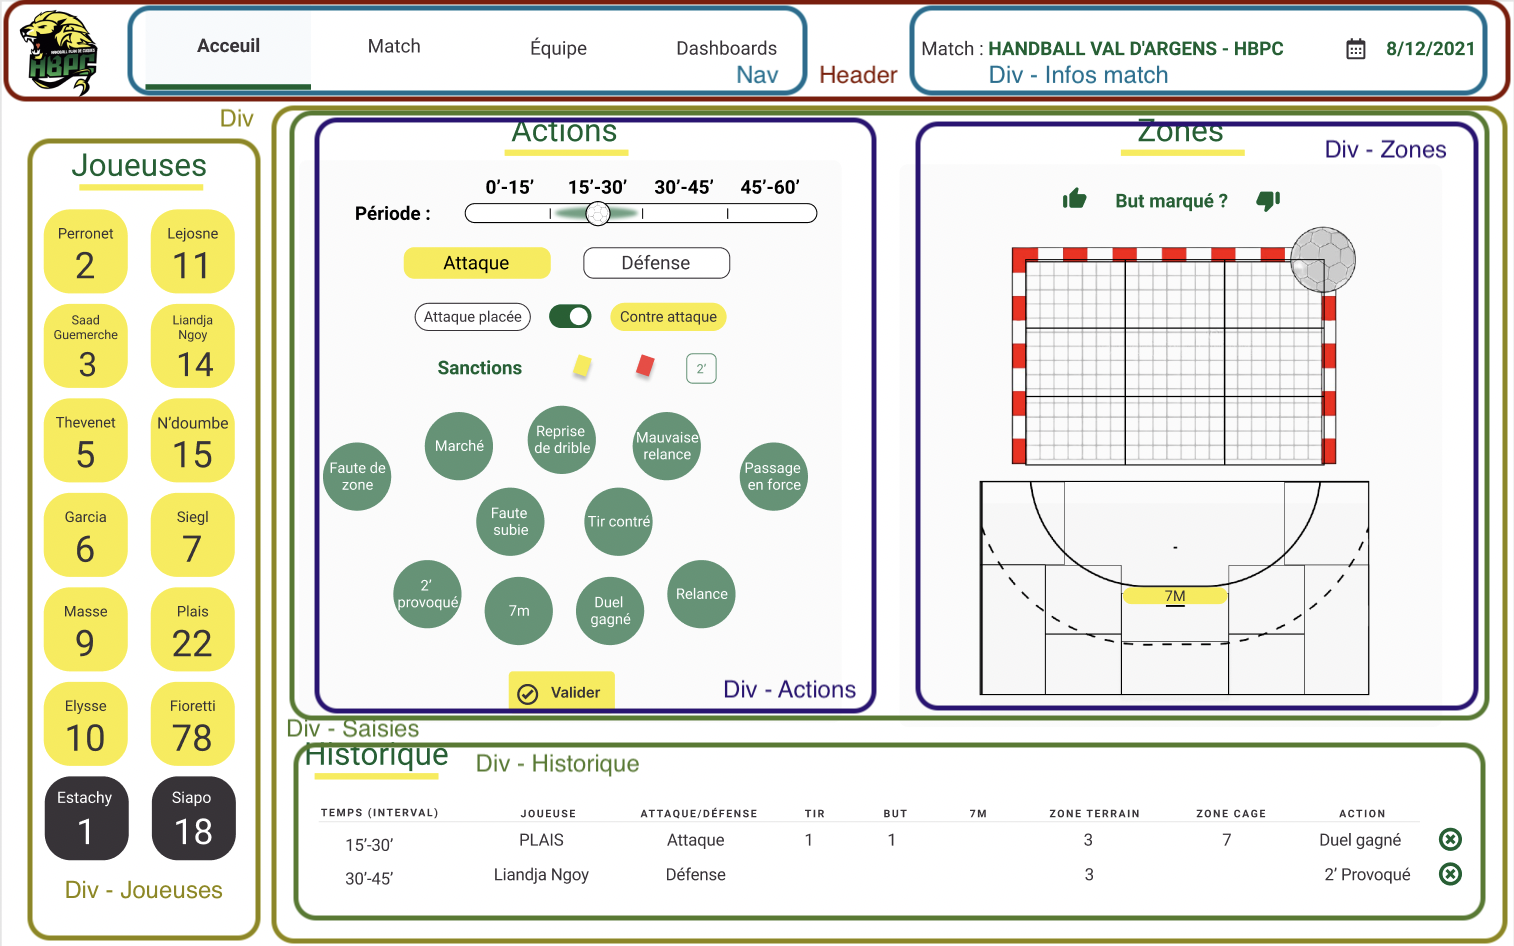 HANDBALL PLAN DE CUQUES
HBPC
Acceuil
Match
Équipe
Dashboards
Nav
Header
Match : HANDBALL VAL D'ARGENS - HBPC
8/12/2021
Div - Infos match
Div
Joueuses
Perronet
2
Lejosne
11
Saad
Guemerche
3
Liandja
Ngoy
14
Thevenet
5
N'doumbe
15
Garcia
6
Siegl
7
Masse
9
Plais
22
Elysse
10
Fioretti
78
Estachy
1
Siapo
18
Div - Joueuses
Actions
0’-15’ 15’-30’ 30’-45’ 45’-60’
Période :
Attaque
Défense
Attaque placée
Contre attaque
Sanctions
2’
Faute de
zone
Marché
Reprise
de drible
Mauvaise
relance
Passage
en force
Faute
subie
Tir contré
2’
provoqué
7m
Duel
gagné
Relance
Valider
Div - Actions
Zones
Div - Zones
But marqué ?
7M
Div - Saisies
Historique
Div - Historique
TEMPS (INTERVAL) JOUEUSE ATTAQUE/DÉFENSE TIR BUT 7M ZONE TERRAIN ZONE CAGE ACTION
15’-30’ PLAIS Attaque 1 1 3 7 Duel gagné
30’-45’ Liandja Ngoy Défense 3 2’ Provoqué